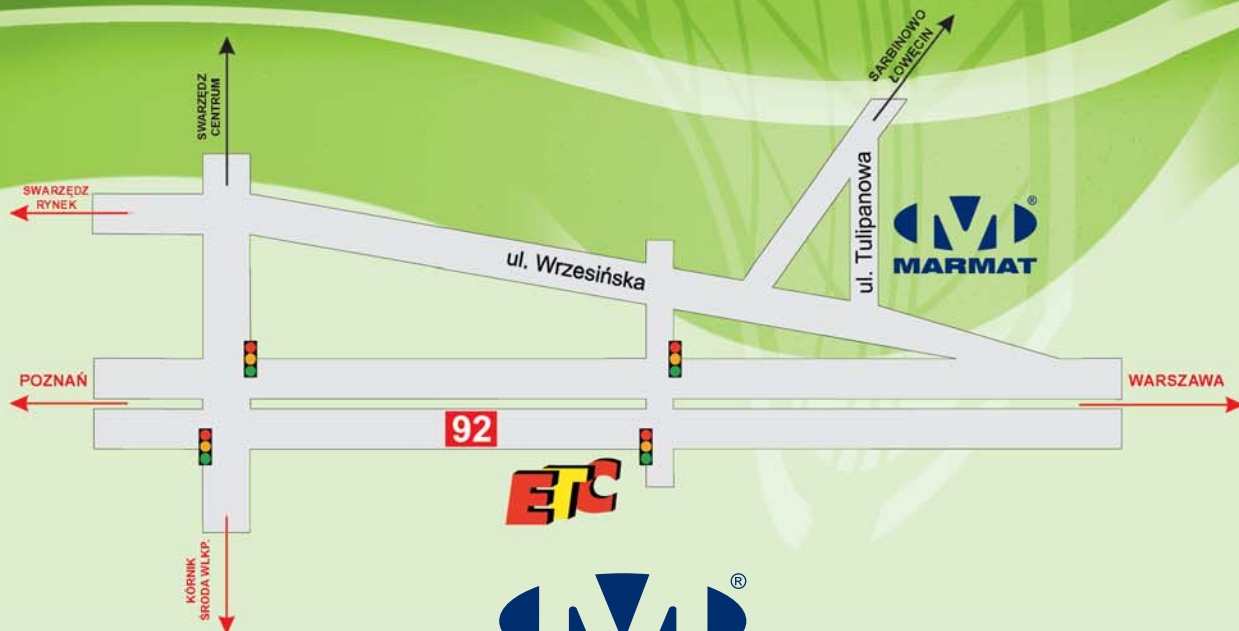 SWARZĘDZ
CENTRUM
SARBINOWO
ŁOWĘCIN
SWARZĘDZ
RYNEK
ul. Wrzesińska
ul. Tulipanowa
®
MARMAT
POZNAŃ
WARSZAWA
92
ETC
KÓRNIK
ŚRODA WLKP.
M
®